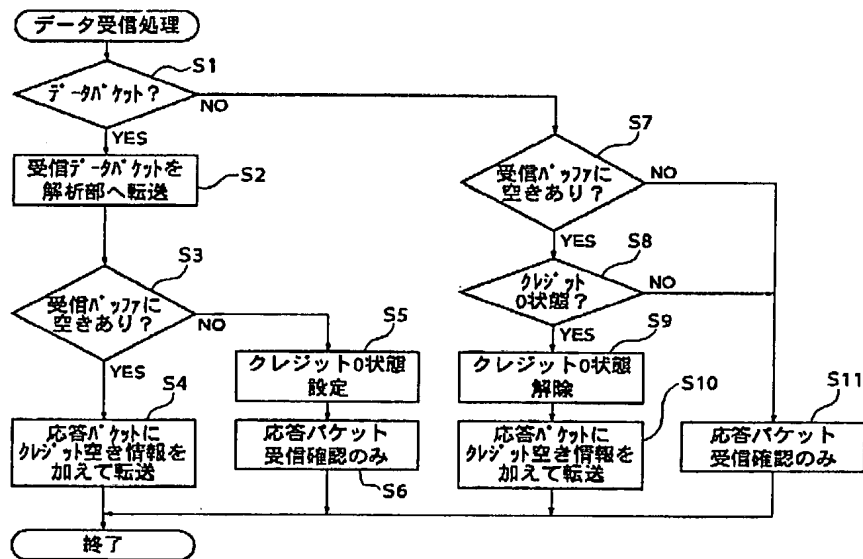 データ受信処理
S1
データパケット?
NO
YES
受信データパケットを
解析部へ転送
S2
S3
受信バッファに
空きあり?
NO
YES
S4
応答パケットに
クレジット空き情報を
加えて転送
S5
クレジット0状態
設定
応答パケット
受信確認のみ
S6
S7
受信バッファに
空きあり?
NO
YES
S8
クレジット
0状態?
NO
YES
S9
クレジット0状態
解除
S10
応答パケットに
クレジット空き情報を
加えて転送
S11
応答パケット
受信確認のみ
終了